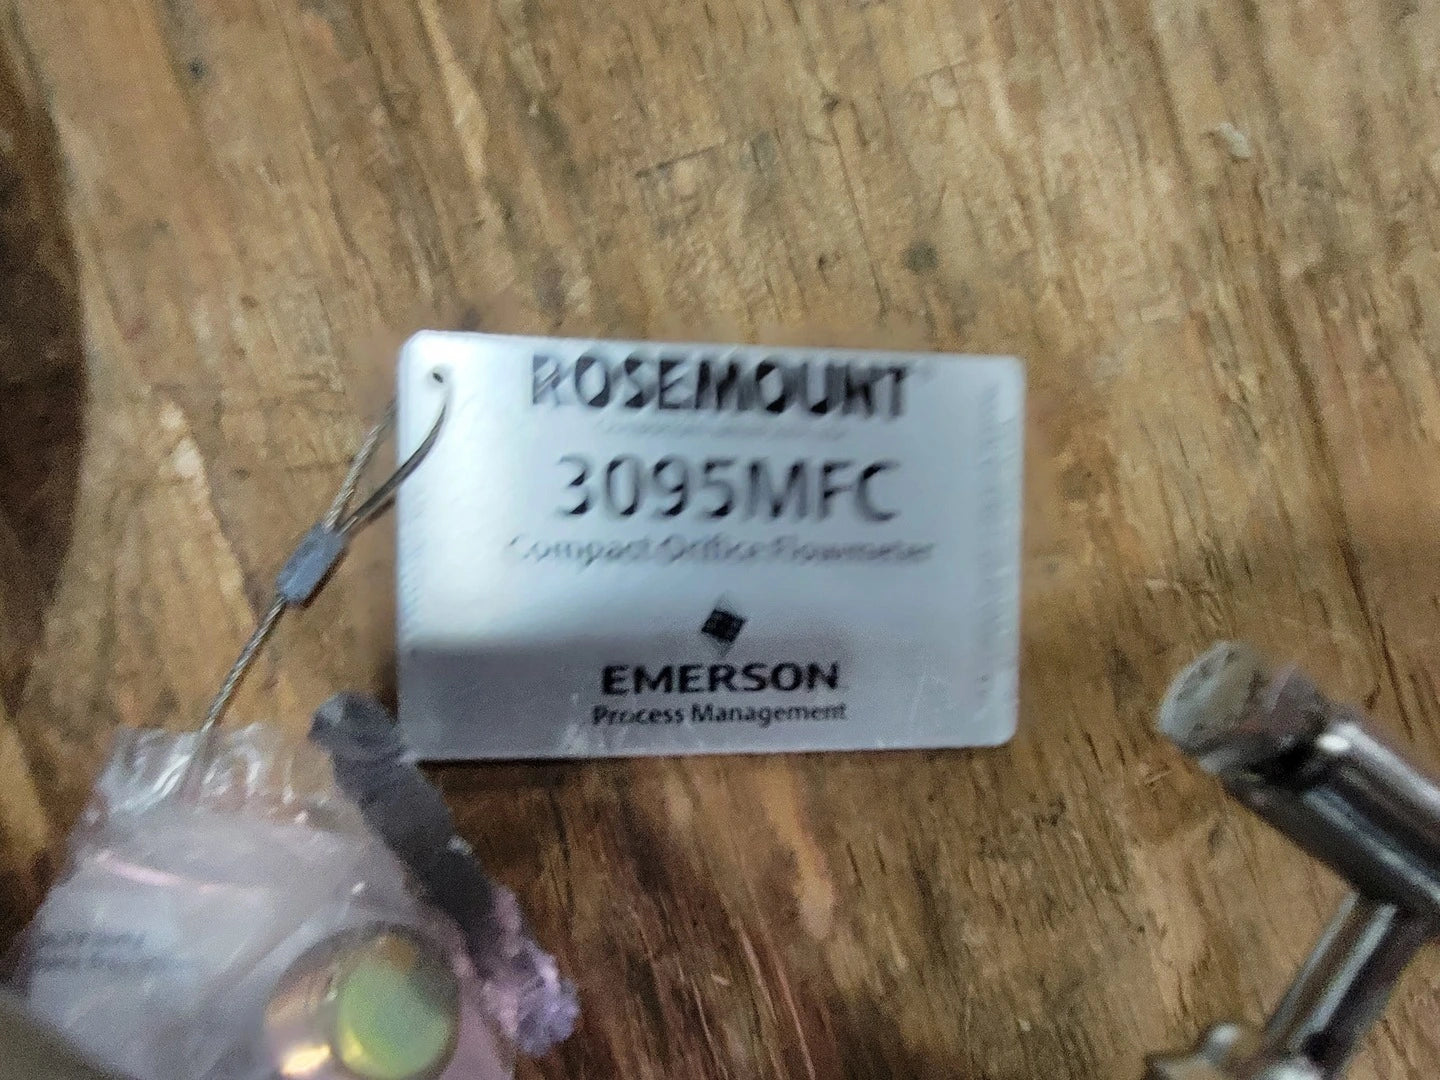 ROSEMOUNT
3095MFC
Compact Orifice Flowmeter
EMERSON
Process Management